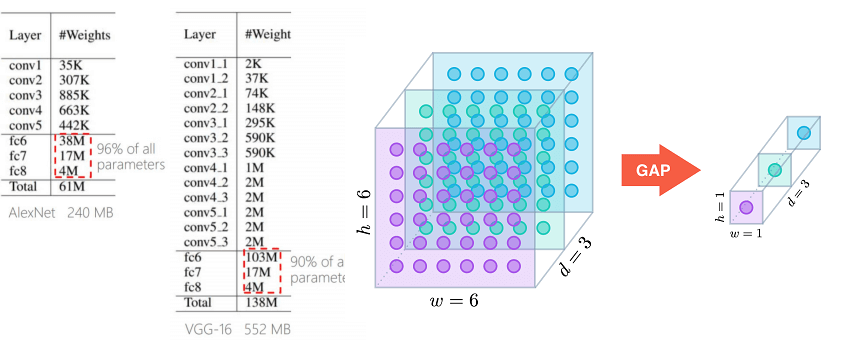 Layer #Weights
conv1 35K
conv2 307K
conv3 885K
conv4 663K
conv5 442K
fc6 38M
fc7 17M
fc8 4M
Total 61M
96% of all
parameters
AlexNet 240 MB
Layer #Weight
conv1_1 2K
conv1_2 37K
conv2_1 74K
conv2_2 148K
conv3_1 295K
conv3_2 590K
conv3_3 590K
conv4_1 1M
conv4_2 2M
conv4_3 2M
conv5_1 2M
conv5_2 2M
conv5_3 2M
fc6 103M
fc7 17M
fc8 4M
Total 138M
90% of a
paramete
VGG-16 552 MB
h = 6
w = 6
d = 3
GAP
h = 1
w = 1
d = 3